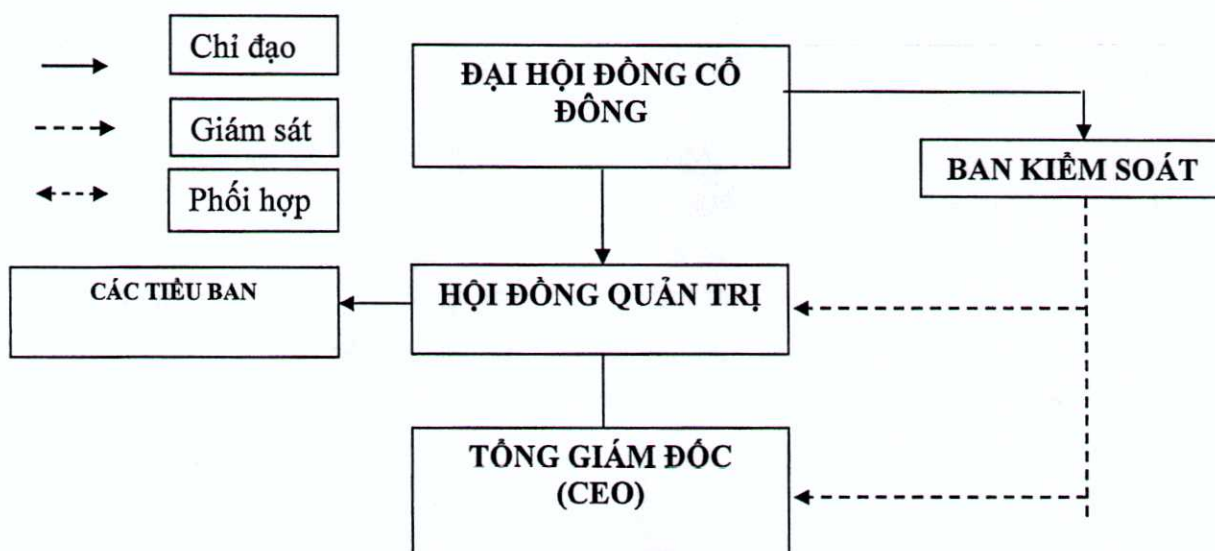 Chỉ đạo
Giám sát
Phối hợp
ĐẠI HỘI ĐỒNG CỔ
ĐÔNG
BAN KIỂM SOÁT
CÁC TIỂU BAN
HỘI ĐỒNG QUẢN TRỊ
TỔNG GIÁM ĐỐC
(CEO)